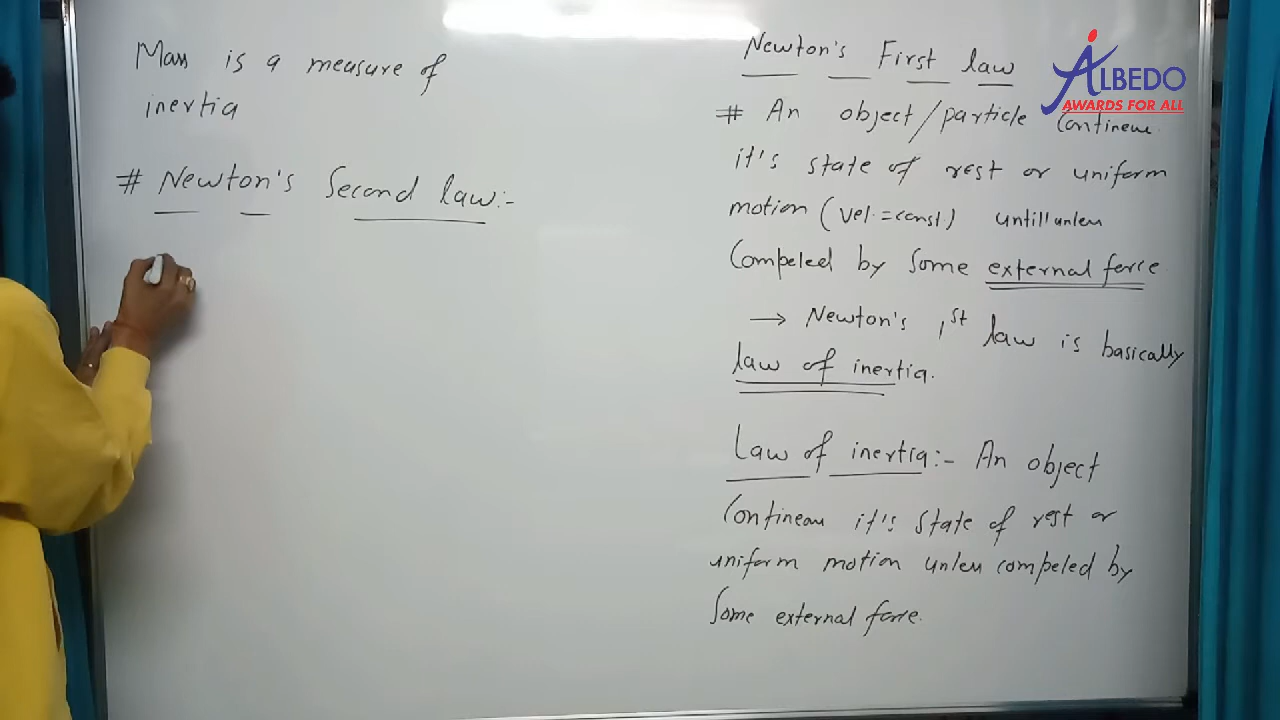 Mass is a measure of
inertia
# Newton's Second law:-
Newton's First law
# An object/particle Contineue
it's state of rest or uniform
motion (vel. = const.) untill unless
Compeled by Some external force
→ Newton's 1st law is basically
law of inertia.
Law of inertia:- An object
Contineau it's State of rest or
uniform motion unless compeled by
Some external force.
ALBEDO
AWARDS FOR ALL